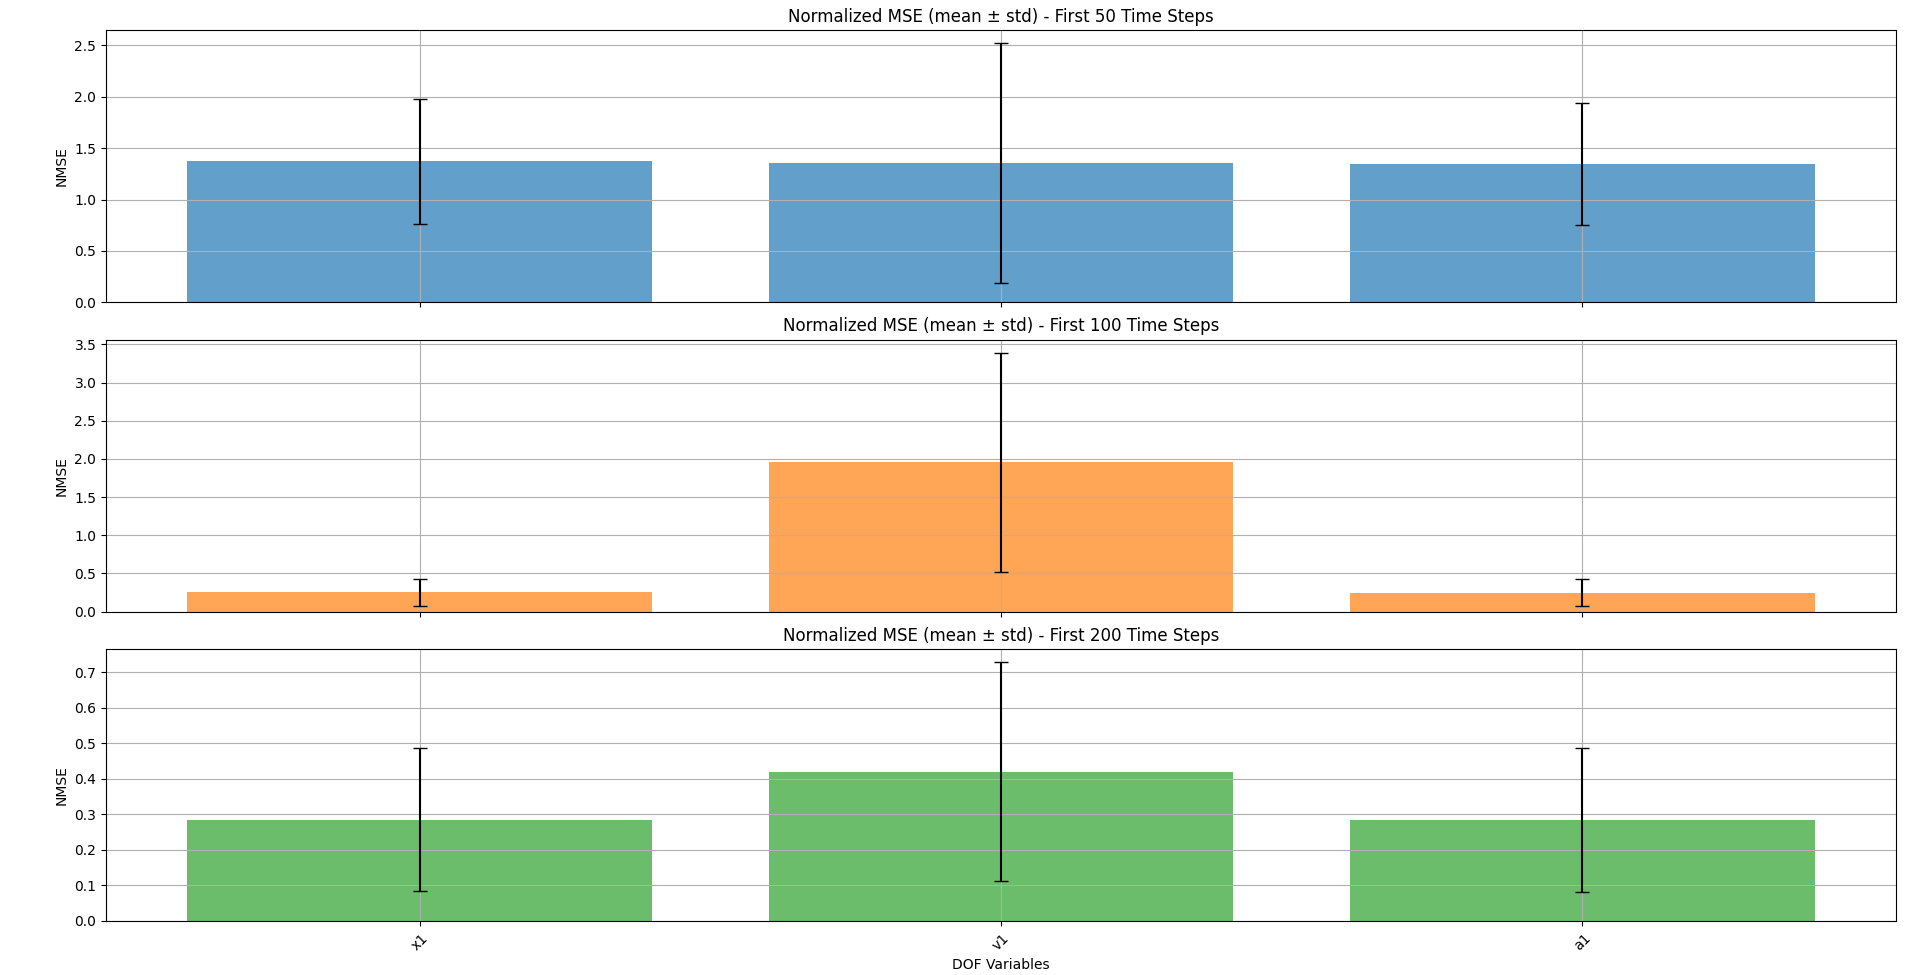 Normalized MSE (mean ± std) - First 50 Time Steps
2.5
2.0
1.5
1.0
0.5
0.0
NMSE
Normalized MSE (mean ± std) - First 100 Time Steps
3.5
3.0
2.5
2.0
1.5
1.0
0.5
0.0
NMSE
Normalized MSE (mean ± std) - First 200 Time Steps
0.7
0.6
0.5
0.4
0.3
0.2
0.1
0.0
NMSE
x1
v1
a1
DOF Variables